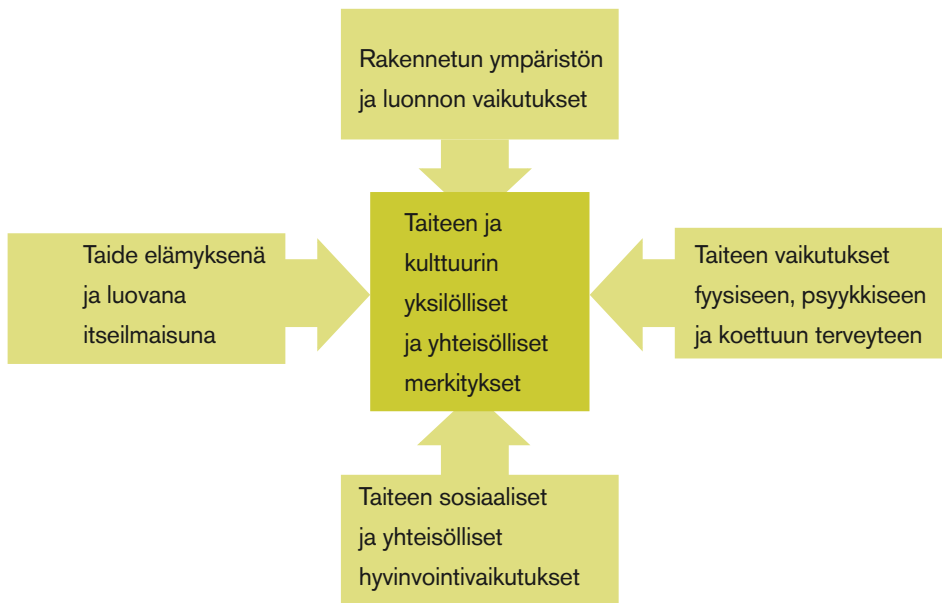 Rakennetun ympäristön
ja luonnon vaikutukset
Taide elämyksenä
ja luovana
itseilmaisuna
Taiteen ja
kulttuurin
yksilölliset
ja yhteisölliset
merkitykset
Taiteen vaikutukset
fyysiseen, psyykkiseen
ja koettuun terveyteen
Taiteen sosiaaliset
ja yhteisölliset
hyvinvointivaikutukset